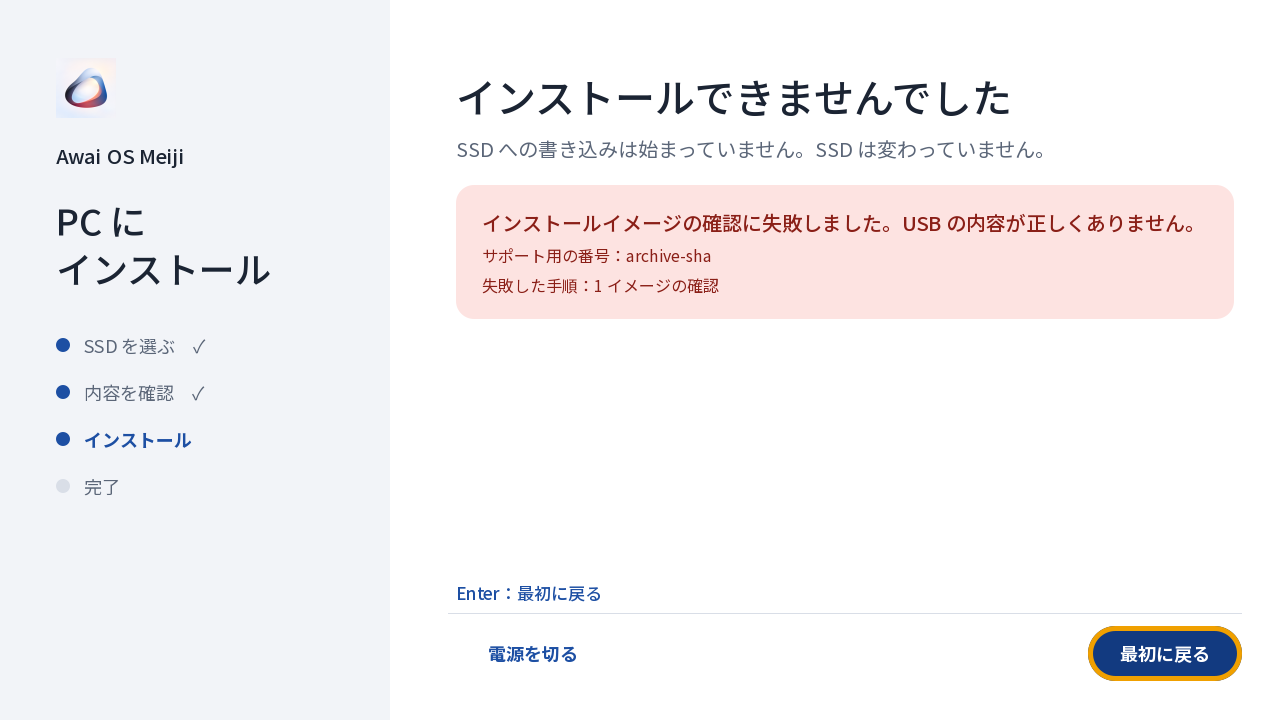 Awai OS Meiji
PC に
インストール
SSD を選ぶ ✓
内容を確認 ✓
インストール
完了
インストールできませんでした
SSD への書き込みは始まっていません。SSD は変わっていません。
インストールイメージの確認に失敗しました。USB の内容が正しくありません。
サポート用の番号：archive-sha
失敗した手順：1 イメージの確認
Enter：最初に戻る
電源を切る
最初に戻る